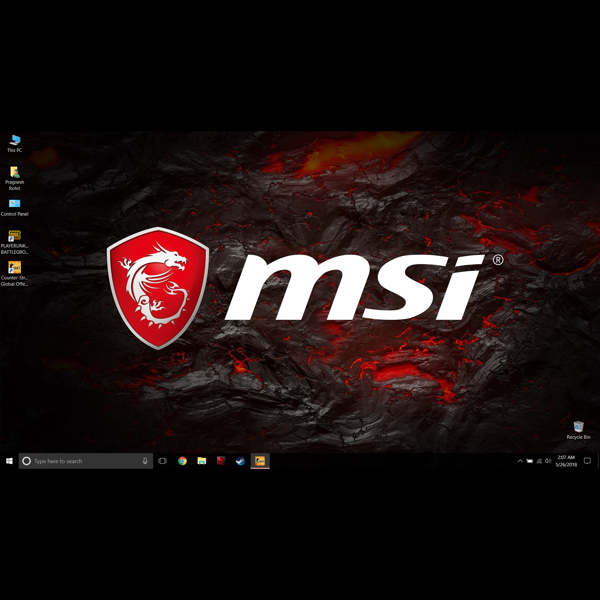 This PC
Pragnesh
Rohit
Control Panel
PLAYERUNK...
BATTLEGRO...
Counter-Stri...
Global Offe...
msi®
Recycle Bin
Type here to search
2:07 AM
5/26/2018